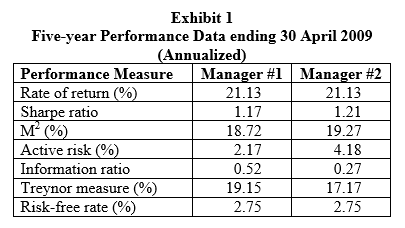 Exhibit 1
Five-year Performance Data ending 30 April 2009
(Annualized)
Performance Measure Manager #1 Manager #2
Rate of return (%) 21.13 21.13
Sharpe ratio 1.17 1.21
M² (%) 18.72 19.27
Active risk (%) 2.17 4.18
Information ratio 0.52 0.27
Treynor measure (%) 19.15 17.17
Risk-free rate (%) 2.75 2.75